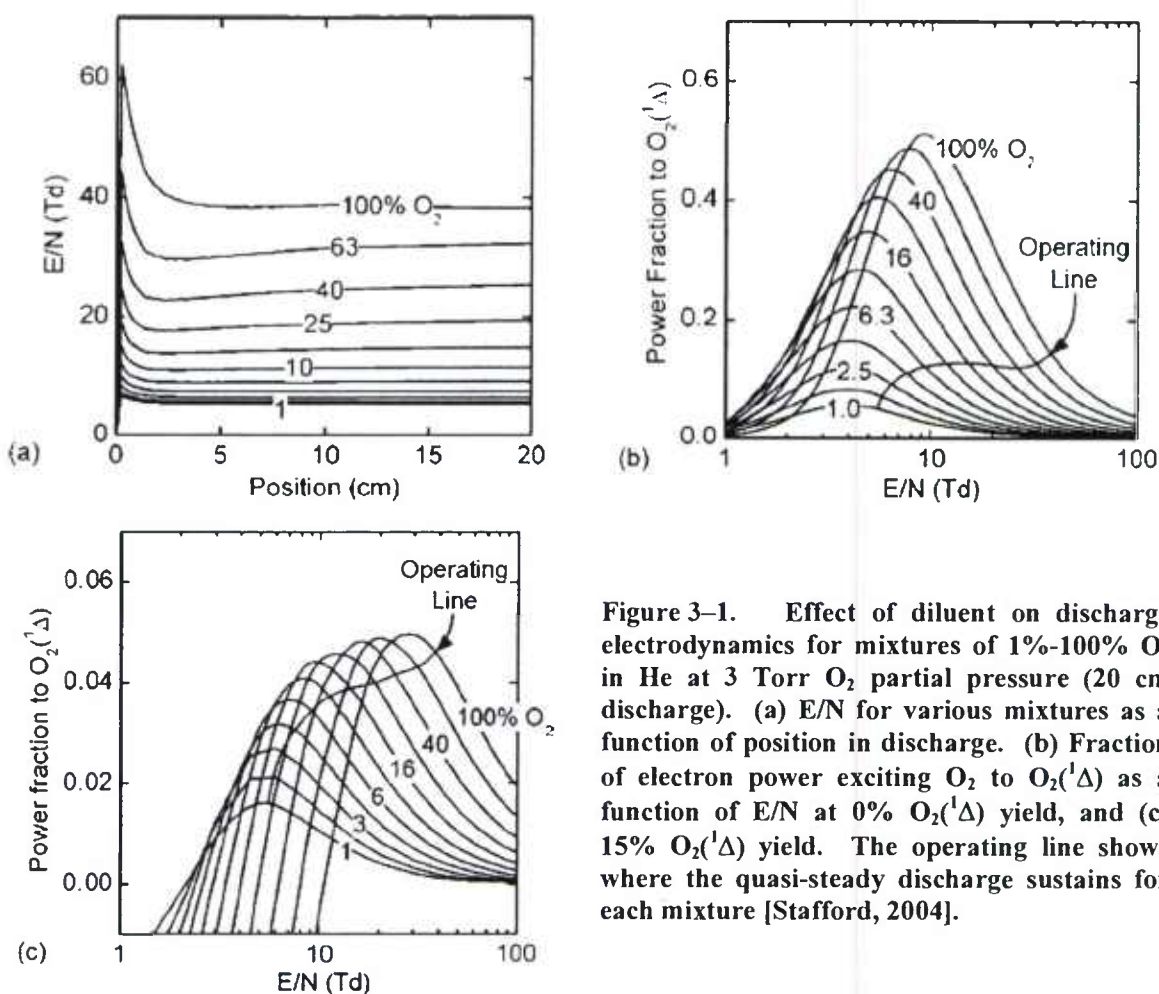 60
40
20
0
E/N (Td)
100% O₂
63
40
25
10
1
0 5 10 15 20
Position (cm)
(a)
0.6
0.4
0.2
0.0
Power Fraction to O₂(¹Δ)
100% O₂
40
16
6.3
2.5
1.0
Operating
Line
1 10 100
E/N (Td)
(b)
0.06
0.04
0.02
0.00
Power fraction to O₂(¹Δ)
Operating
Line
100% O₂
40
16
6
3
1
1 10 100
E/N (Td)
(c)
Figure 3–1. Effect of diluent on discharg
electrodynamics for mixtures of 1%-100% O
in He at 3 Torr O₂ partial pressure (20
discharge). (a) E/N for various mixtures as a
function of position in discharge. (b) Fraction
of electron power exciting O₂ to O₂(¹Δ) as a
function of E/N at 0% O₂(¹Δ) yield, and (c
15% O₂(¹Δ) yield. The operating line show
where the quasi-steady discharge sustains for
each mixture [Stafford, 2004].